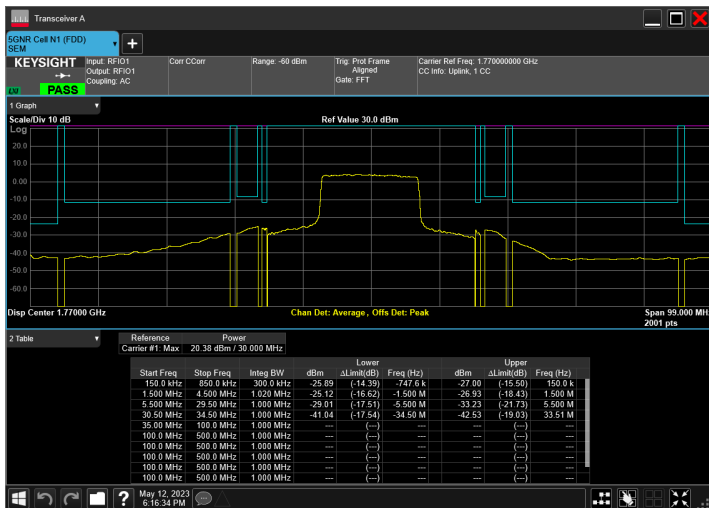 Transceiver A
5GNR Cell N1 (FDD)
SEM
KEYSIGHT
PASS
Input: RFIO1
Output: RFIO1
Coupling: AC
Corr CCorr
Range: -60 dBm
Trig: Prot Frame
Aligned
Gate: FFT
Carrier Ref Freq: 1.770000000 GHz
CC Info: Uplink, 1 CC
1 Graph
Scale/Div 10 dB
Ref Value 30.0 dBm
Log
20.0
10.0
0.00
-10.0
-20.0
-30.0
-40.0
-50.0
-60.0
Disp Center 1.77000 GHz
Chan Det: Average, Offs Det: Peak
Span 99.000 MHz
2001 pts
2 Table
Reference Power
Carrier #1: Max 20.38 dBm / 30.000 MHz
Lower Upper
Start Freq Stop Freq Integ BW dBm ΔLimit(dB) Freq (Hz) dBm ΔLimit(dB) Freq (Hz)
150.0 kHz 850.0 kHz 300.0 kHz -25.89 (-14.39) -747.6 k -27.00 (-15.50) 150.0 k
1.500 MHz 4.500 MHz 1.020 MHz -25.12 (-16.62) -1.500 M -26.93 (-18.43) 1.500 M
5.500 MHz 29.50 MHz 1.000 MHz -29.01 (-17.51) -5.500 M -33.23 (-21.73) 5.500 M
30.50 MHz 34.50 MHz 1.000 MHz -41.04 (-17.54) -34.50 M -42.53 (-19.03) 33.51 M
35.00 MHz 100.0 MHz 1.000 MHz --- (---) --- --- (---) ---
100.0 MHz 500.0 MHz 1.000 MHz --- (---) --- --- (---) ---
100.0 MHz 500.0 MHz 1.000 MHz --- (---) --- --- (---) ---
100.0 MHz 500.0 MHz 1.000 MHz --- (---) --- --- (---) ---
100.0 MHz 500.0 MHz 1.000 MHz --- (---) --- --- (---) ---
100.0 MHz 500.0 MHz 1.000 MHz --- (---) --- --- (---) ---
May 12, 2023
6:16:34 PM